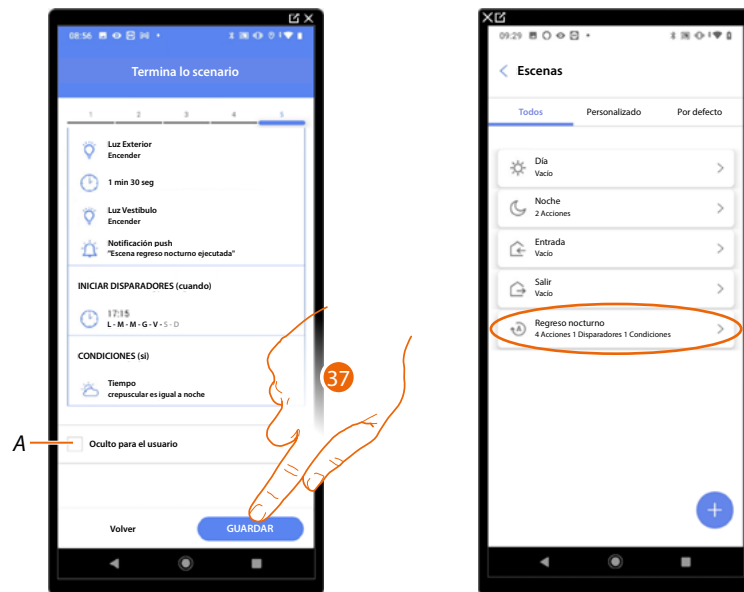 08:56
Termina lo scenario
1 2 3 4 5
Luz Exterior
Encender
1 min 30 seg
Luz Vestíbulo
Encender
Notificación push
"Escena regreso nocturno ejecutada"
INICIAR DISPARADORES (cuando)
17:15
L - M - M - G - V - S - D
CONDICIONES (si)
Tiempo
crepuscular es igual a noche
A
Oculto para el usuario
Volver
GUARDAR
37
09:29
Escenas
Todos Personalizado Por defecto
Día
Vacío
Noche
2 Acciones
Entrada
Vacío
Salir
Vacío
A
Regreso nocturno
4 Acciones 1 Disparadores 1 Condiciones